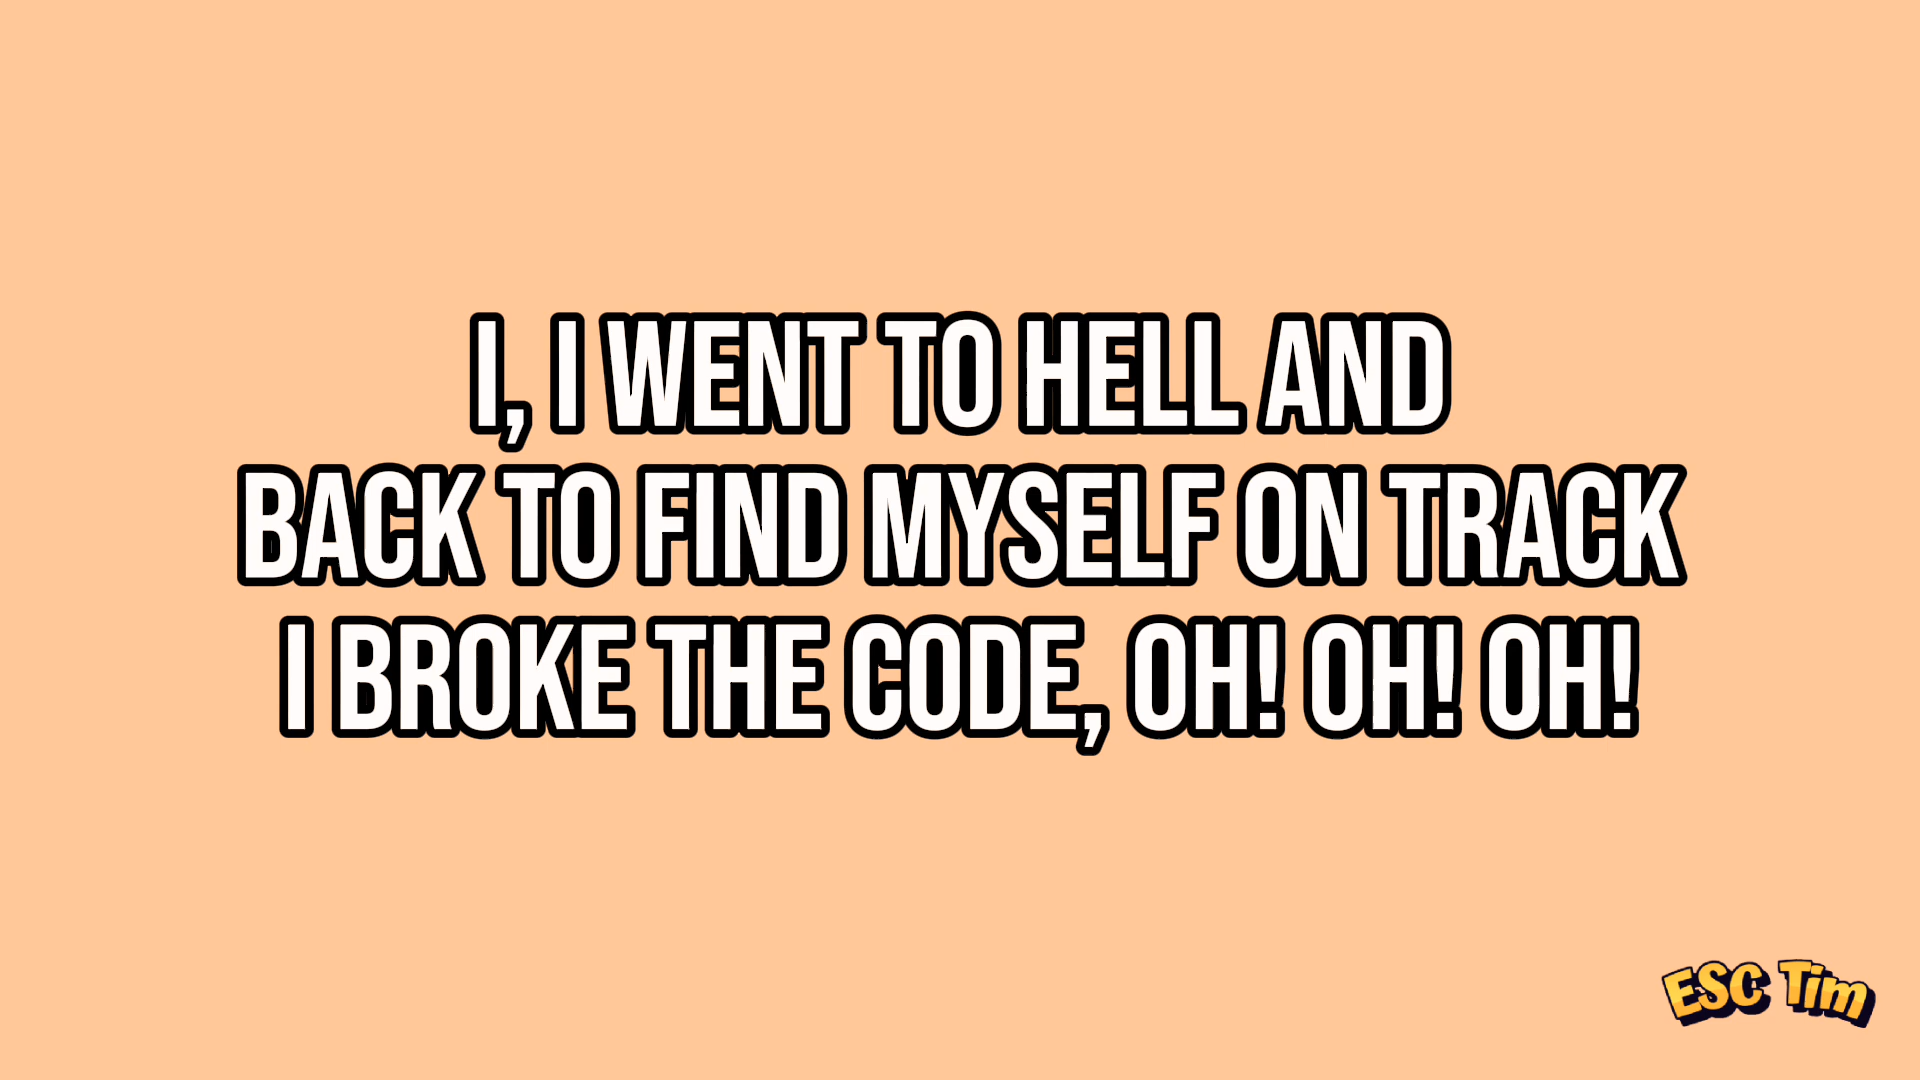 I, I WENT TO HELL AND
BACK TO FIND MYSELF ON TRACK
I BROKE THE CODE, OH! OH! OH!
ESC Tim